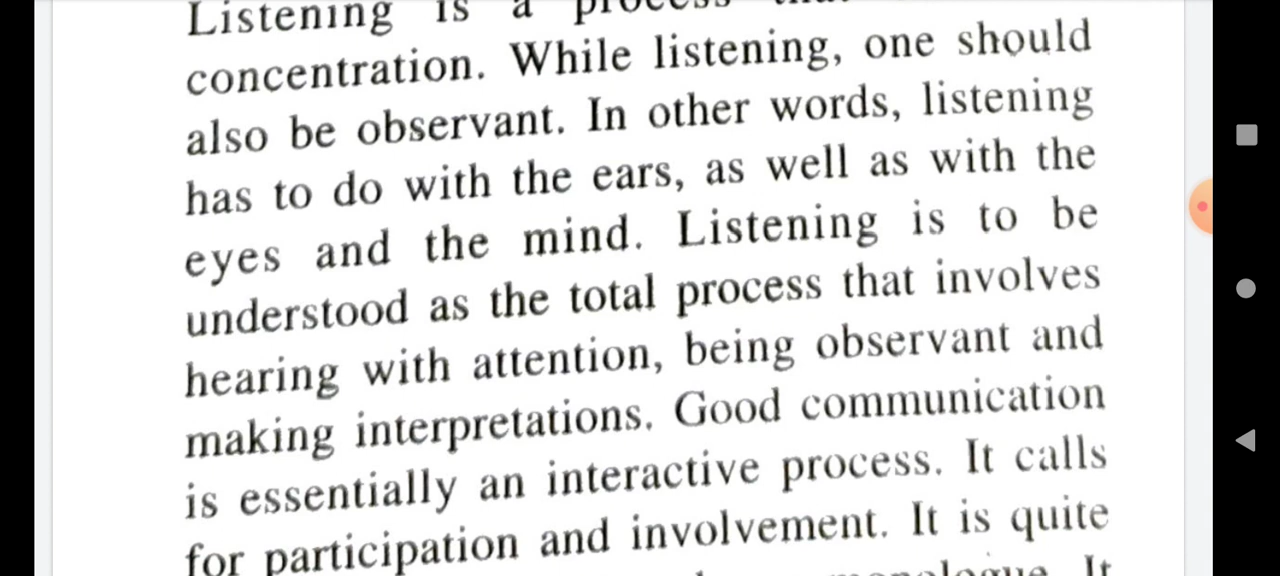 Listening is a process
concentration. While listening, one should
also be observant. In other words, listening
has to do with the ears, as well as with the
eyes and the mind. Listening is to be
understood as the total process that involves
hearing with attention, being observant and
making interpretations. Good communication
is essentially an interactive process. It calls
for participation and involvement. It is quite
It